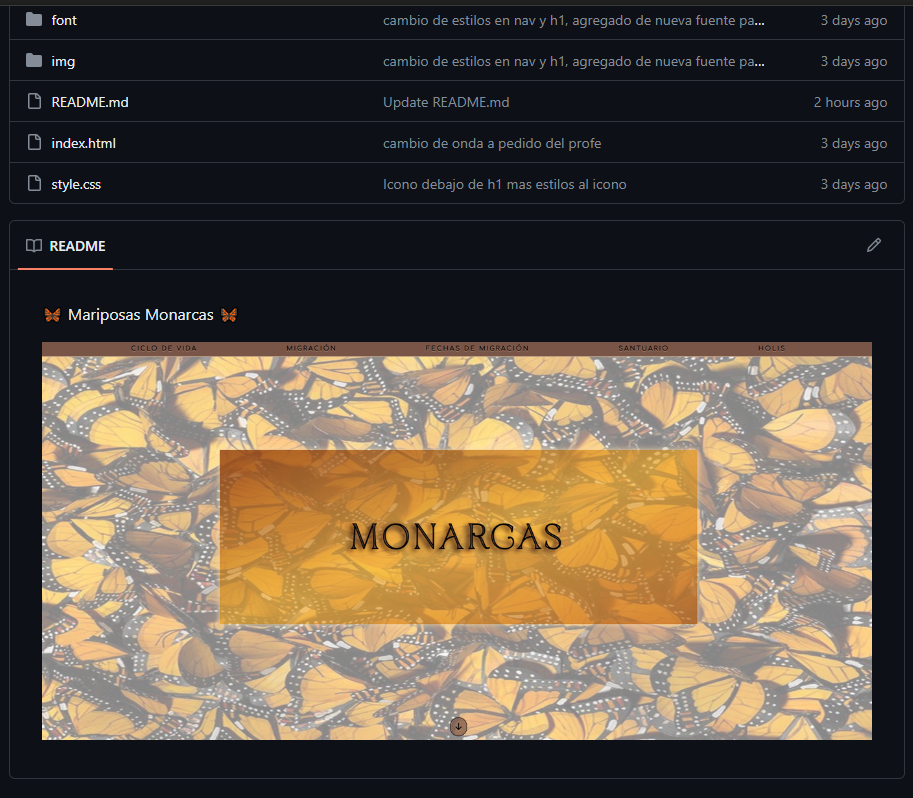 font cambio de estilos en nav y h1, agregado de nueva fuente pa... 3 days ago
img cambio de estilos en nav y h1, agregado de nueva fuente pa... 3 days ago
README.md Update README.md 2 hours ago
index.html cambio de onda a pedido del profe 3 days ago
style.css Icono debajo de h1 mas estilos al icono 3 days ago
README
🦋 Mariposas Monarcas 🦋
CICLO DE VIDA MIGRACIÓN FECHAS DE MIGRACIÓN SANTUARIO HOLIS
MONARCAS